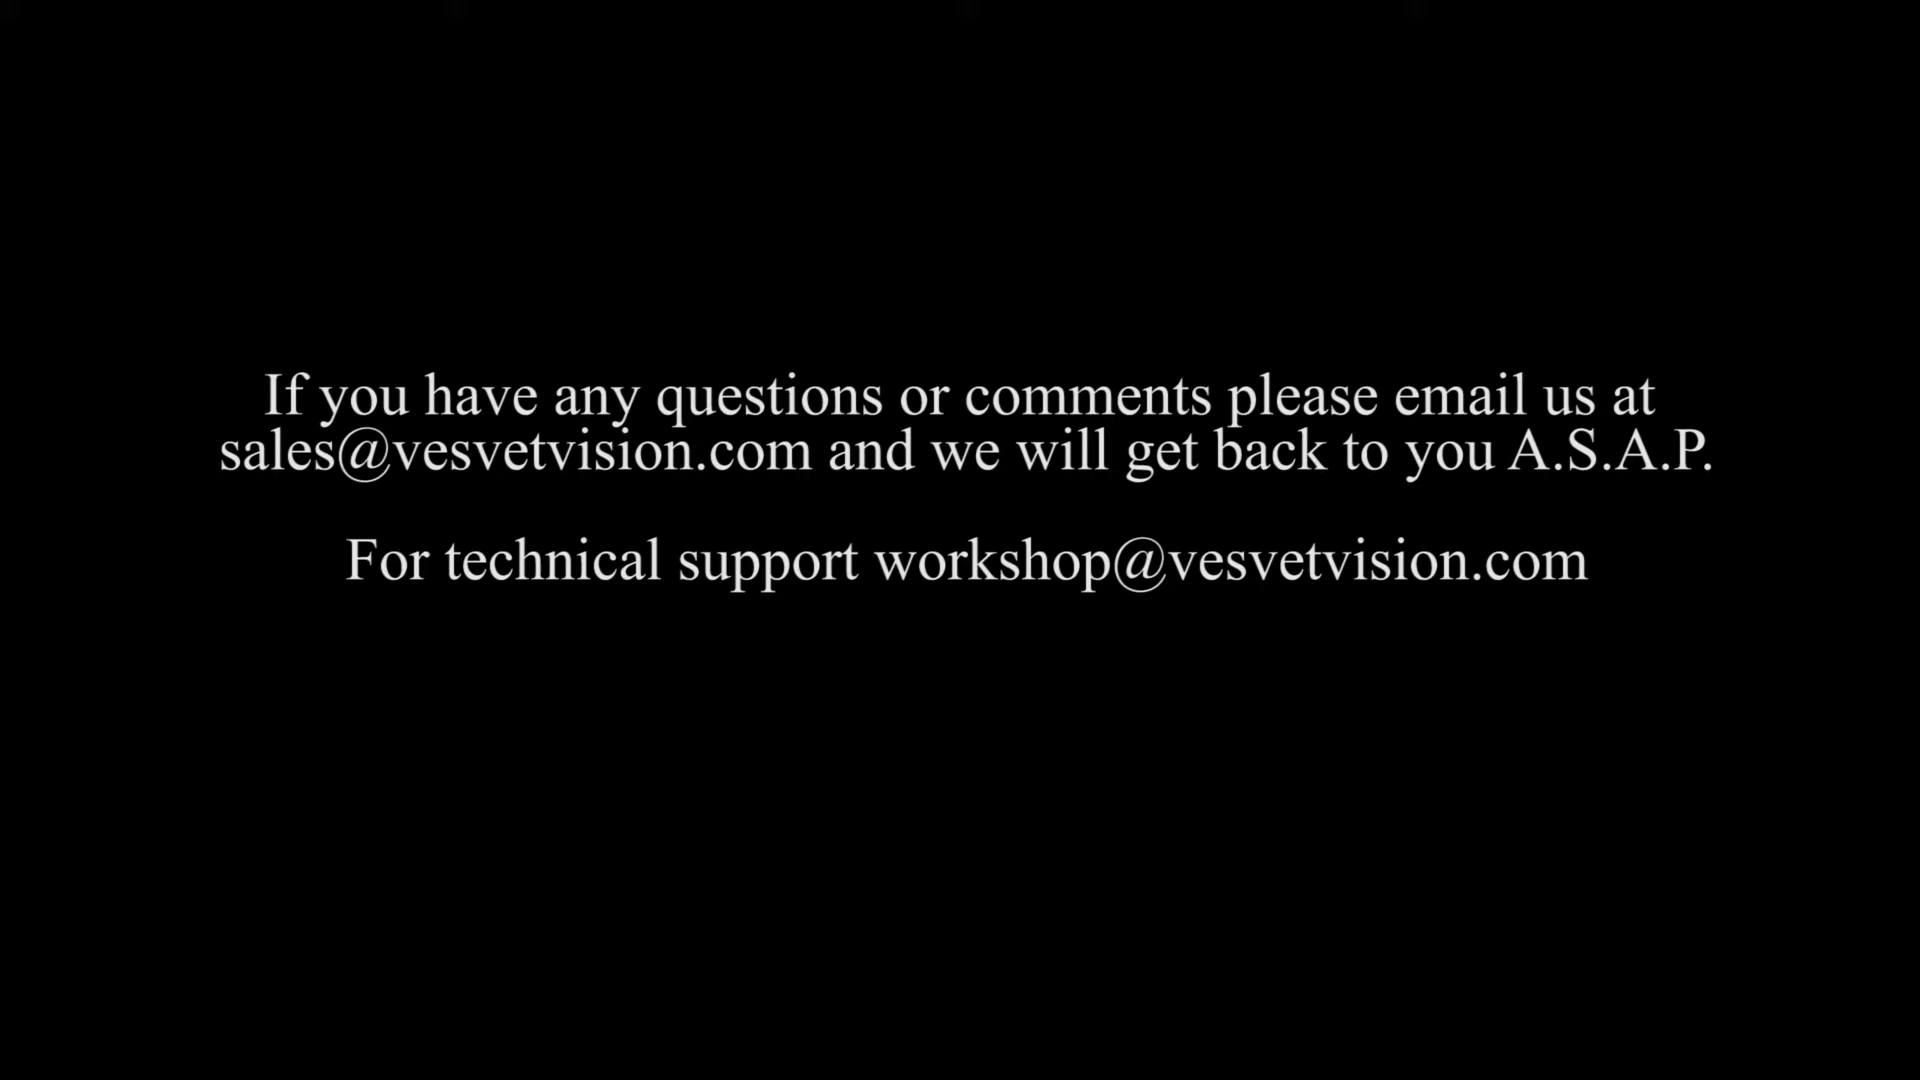 If you have any questions or comments please email us at
sales@vesvetvision.com and we will get back to you A.S.A.P.
For technical support workshop@vesvetvision.com